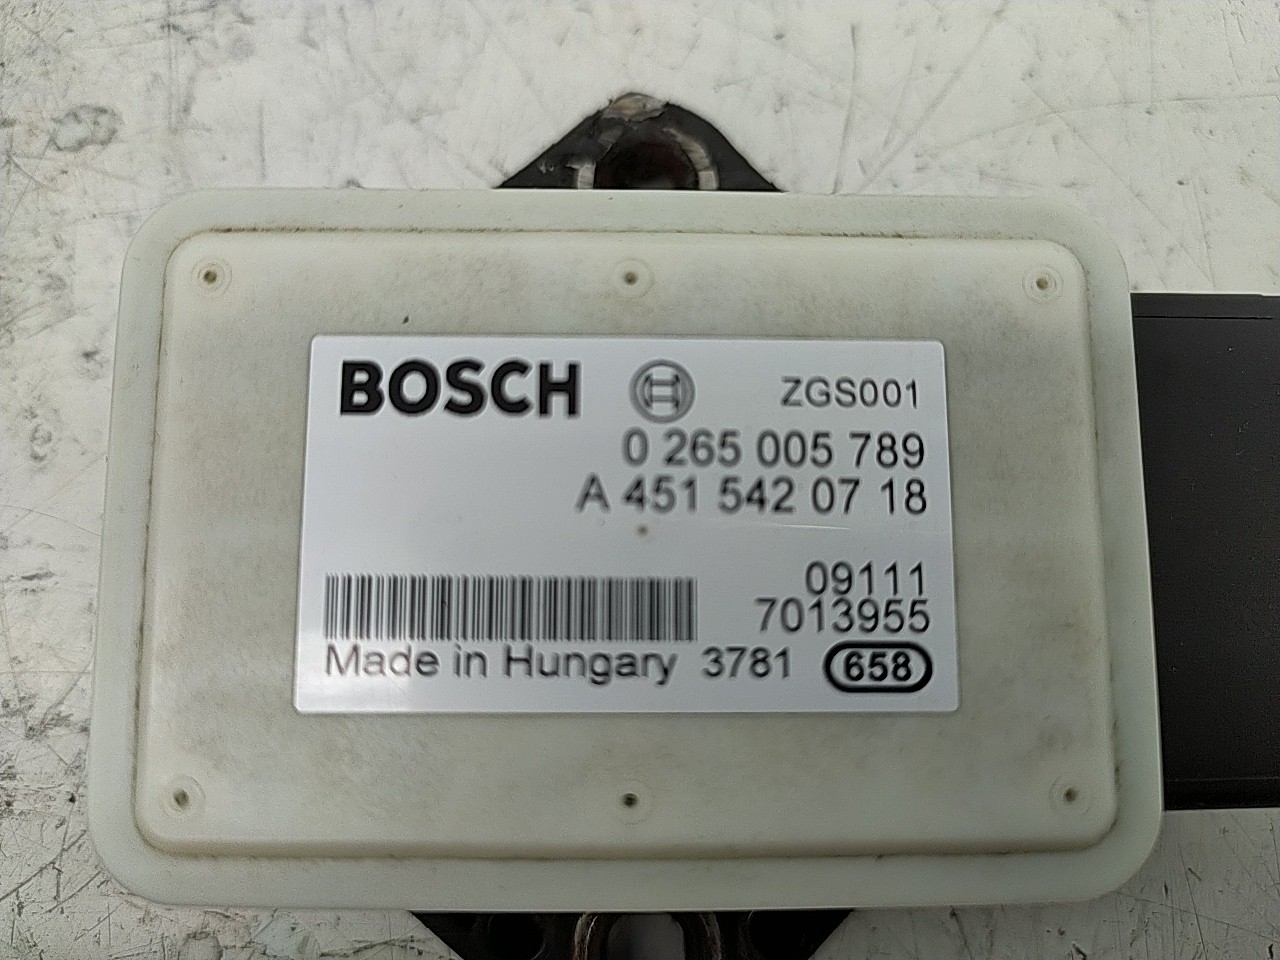 BOSCH ZGS001
0 265 005 789
A 451 542 07 18
09111
7013955
Made in Hungary 3781 658